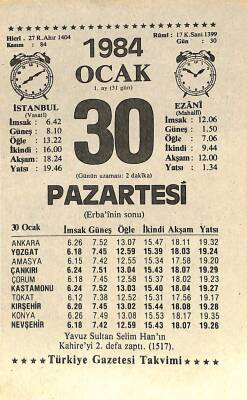 Hicri : 27 R.Ahır 1404
Kasım : 84
1984
Rûmî : 17 K.Sani 1399
Gün : 30
OCAK
1. ay (31 gün)
İSTANBUL
(Vasatî)
İmsak : 6.42
Güneş : 8.10
Öğle : 13.22
İkindi : 16.00
Akşam : 18.24
Yatsı : 19.46
30
EZÂNÎ
(Mahallî)
İmsak : 12.06
Güneş : 1.50
Öğle : 7.06
İkindi : 9.44
Akşam : 12.00
Yatsı : 1.34
(Günün uzaması: 2 dakika)
PAZARTESİ
(Erba'înin sonu)
30 Ocak İmsak Güneş Öğle İkindi Akşam Yatsı
ANKARA 6.26 7.52 13.07 15.47 18.11 19.32
YOZGAT 6.18 7.45 12.59 15.39 18.03 19.24
AMASYA 6.15 7.42 12.55 15.34 17.58 19.20
ÇANKIRI 6.24 7.51 13.04 15.43 18.07 19.29
ÇORUM 6.18 7.45 12.58 15.37 18.02 19.23
KASTAMONU 6.24 7.52 13.03 15.41 18.05 19.27
TOKAT 6.12 7.38 12.52 15.31 17.56 19.17
KIRŞEHİR 6.20 7.45 13.02 15.44 18.08 19.28
KONYA 6.26 7.49 13.08 15.53 18.17 19.35
NEVŞEHİR 6.18 7.42 12.59 15.43 18.07 19.26
Yavuz Sultan Selim Han'ın
Kahire'yi 2. defa zaptı. (1517).
★★★★ Türkiye Gazetesi Takvimi ★★★★